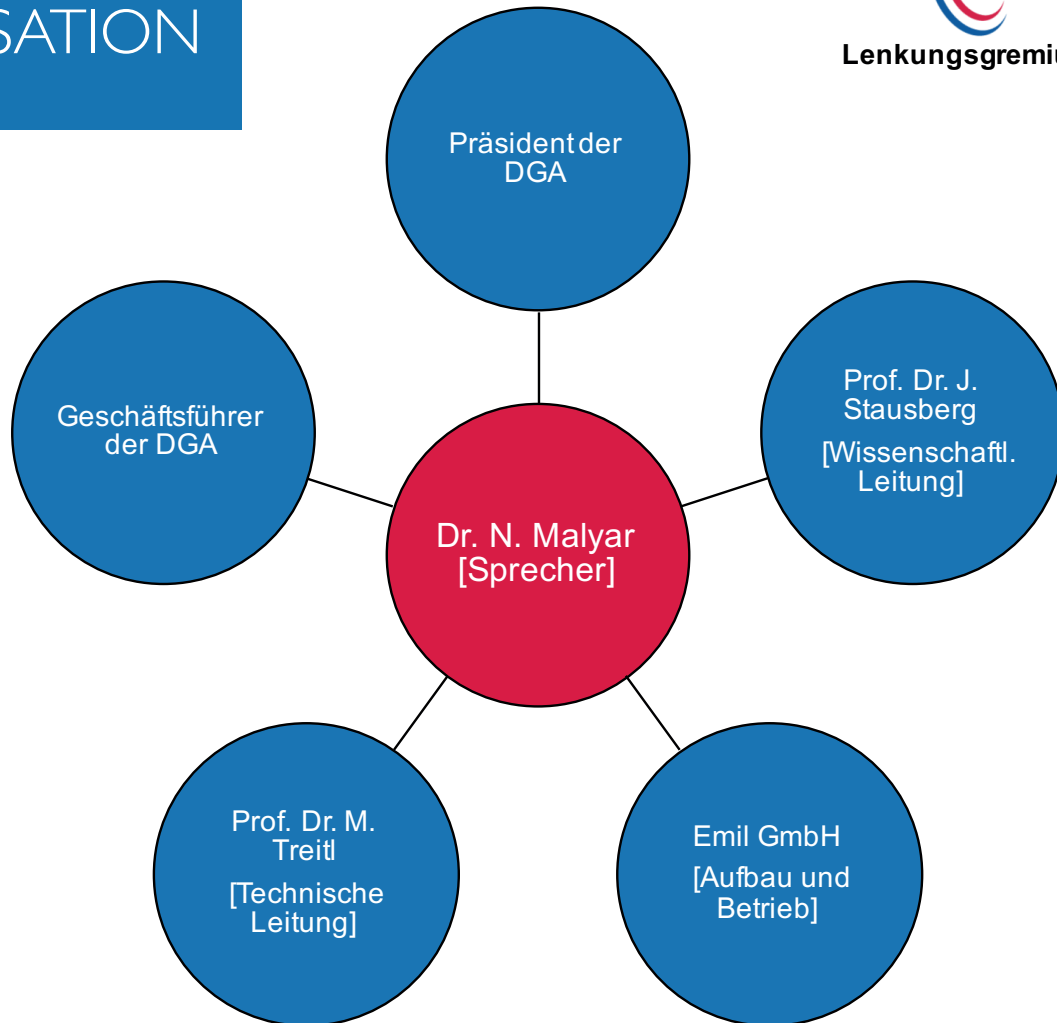 SATION
Lenkungsgremiu
Präsident der
DGA
Geschäftsführer
der DGA
Prof. Dr. J.
Stausberg
[Wissenschaftl.
Leitung]
Dr. N. Malyar
[Sprecher]
Prof. Dr. M.
Treitl
[Technische
Leitung]
Emil GmbH
[Aufbau und
Betrieb]